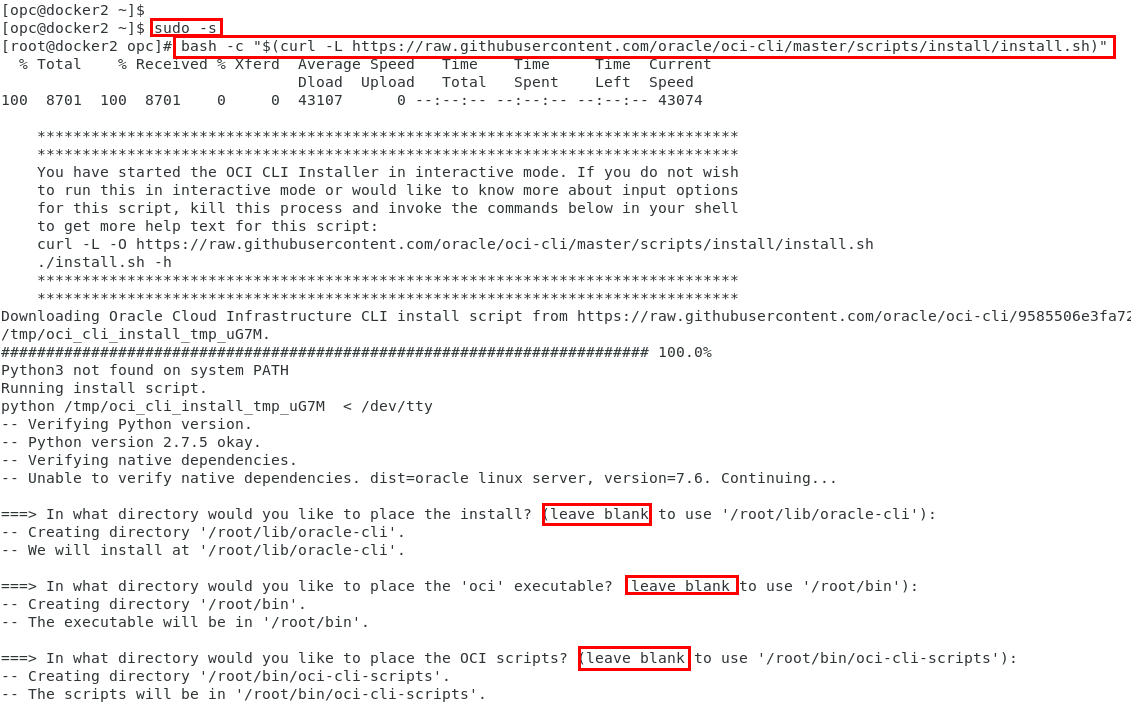 [opc@docker2 ~]$
[opc@docker2 ~]$ sudo -s
[root@docker2 opc]# bash -c "$(curl -L https://raw.githubusercontent.com/oracle/oci-cli/master/scripts/install/install.sh)"
  % Total    % Received % Xferd  Average Speed   Time    Time     Time  Current
                                 Dload  Upload   Total   Spent    Left  Speed
100  8701  100  8701    0     0  43107      0 --:--:-- --:--:-- --:--:-- 43074

    ******************************************************************************
    ******************************************************************************
    You have started the OCI CLI Installer in interactive mode. If you do not wish
    to run this in interactive mode or would like to know more about input options
    for this script, kill this process and invoke the commands below in your shell
    to get more help text for this script:
    curl -L -O https://raw.githubusercontent.com/oracle/oci-cli/master/scripts/install/install.sh
    ./install.sh -h
    ******************************************************************************
    ******************************************************************************
Downloading Oracle Cloud Infrastructure CLI install script from https://raw.githubusercontent.com/oracle/oci-cli/9585506e3fa72
/tmp/oci_cli_install_tmp_uG7M.
######################################################################## 100.0%
Python3 not found on system PATH
Running install script.
python /tmp/oci_cli_install_tmp_uG7M  < /dev/tty
-- Verifying Python version.
-- Python version 2.7.5 okay.
-- Verifying native dependencies.
-- Unable to verify native dependencies. dist=oracle linux server, version=7.6. Continuing...

===> In what directory would you like to place the install? (leave blank to use '/root/lib/oracle-cli'):
-- Creating directory '/root/lib/oracle-cli'.
-- We will install at '/root/lib/oracle-cli'.

===> In what directory would you like to place the 'oci' executable? leave blank to use '/root/bin'):
-- Creating directory '/root/bin'.
-- The executable will be in '/root/bin'.

===> In what directory would you like to place the OCI scripts? (leave blank to use '/root/bin/oci-cli-scripts'):
-- Creating directory '/root/bin/oci-cli-scripts'.
-- The scripts will be in '/root/bin/oci-cli-scripts'.